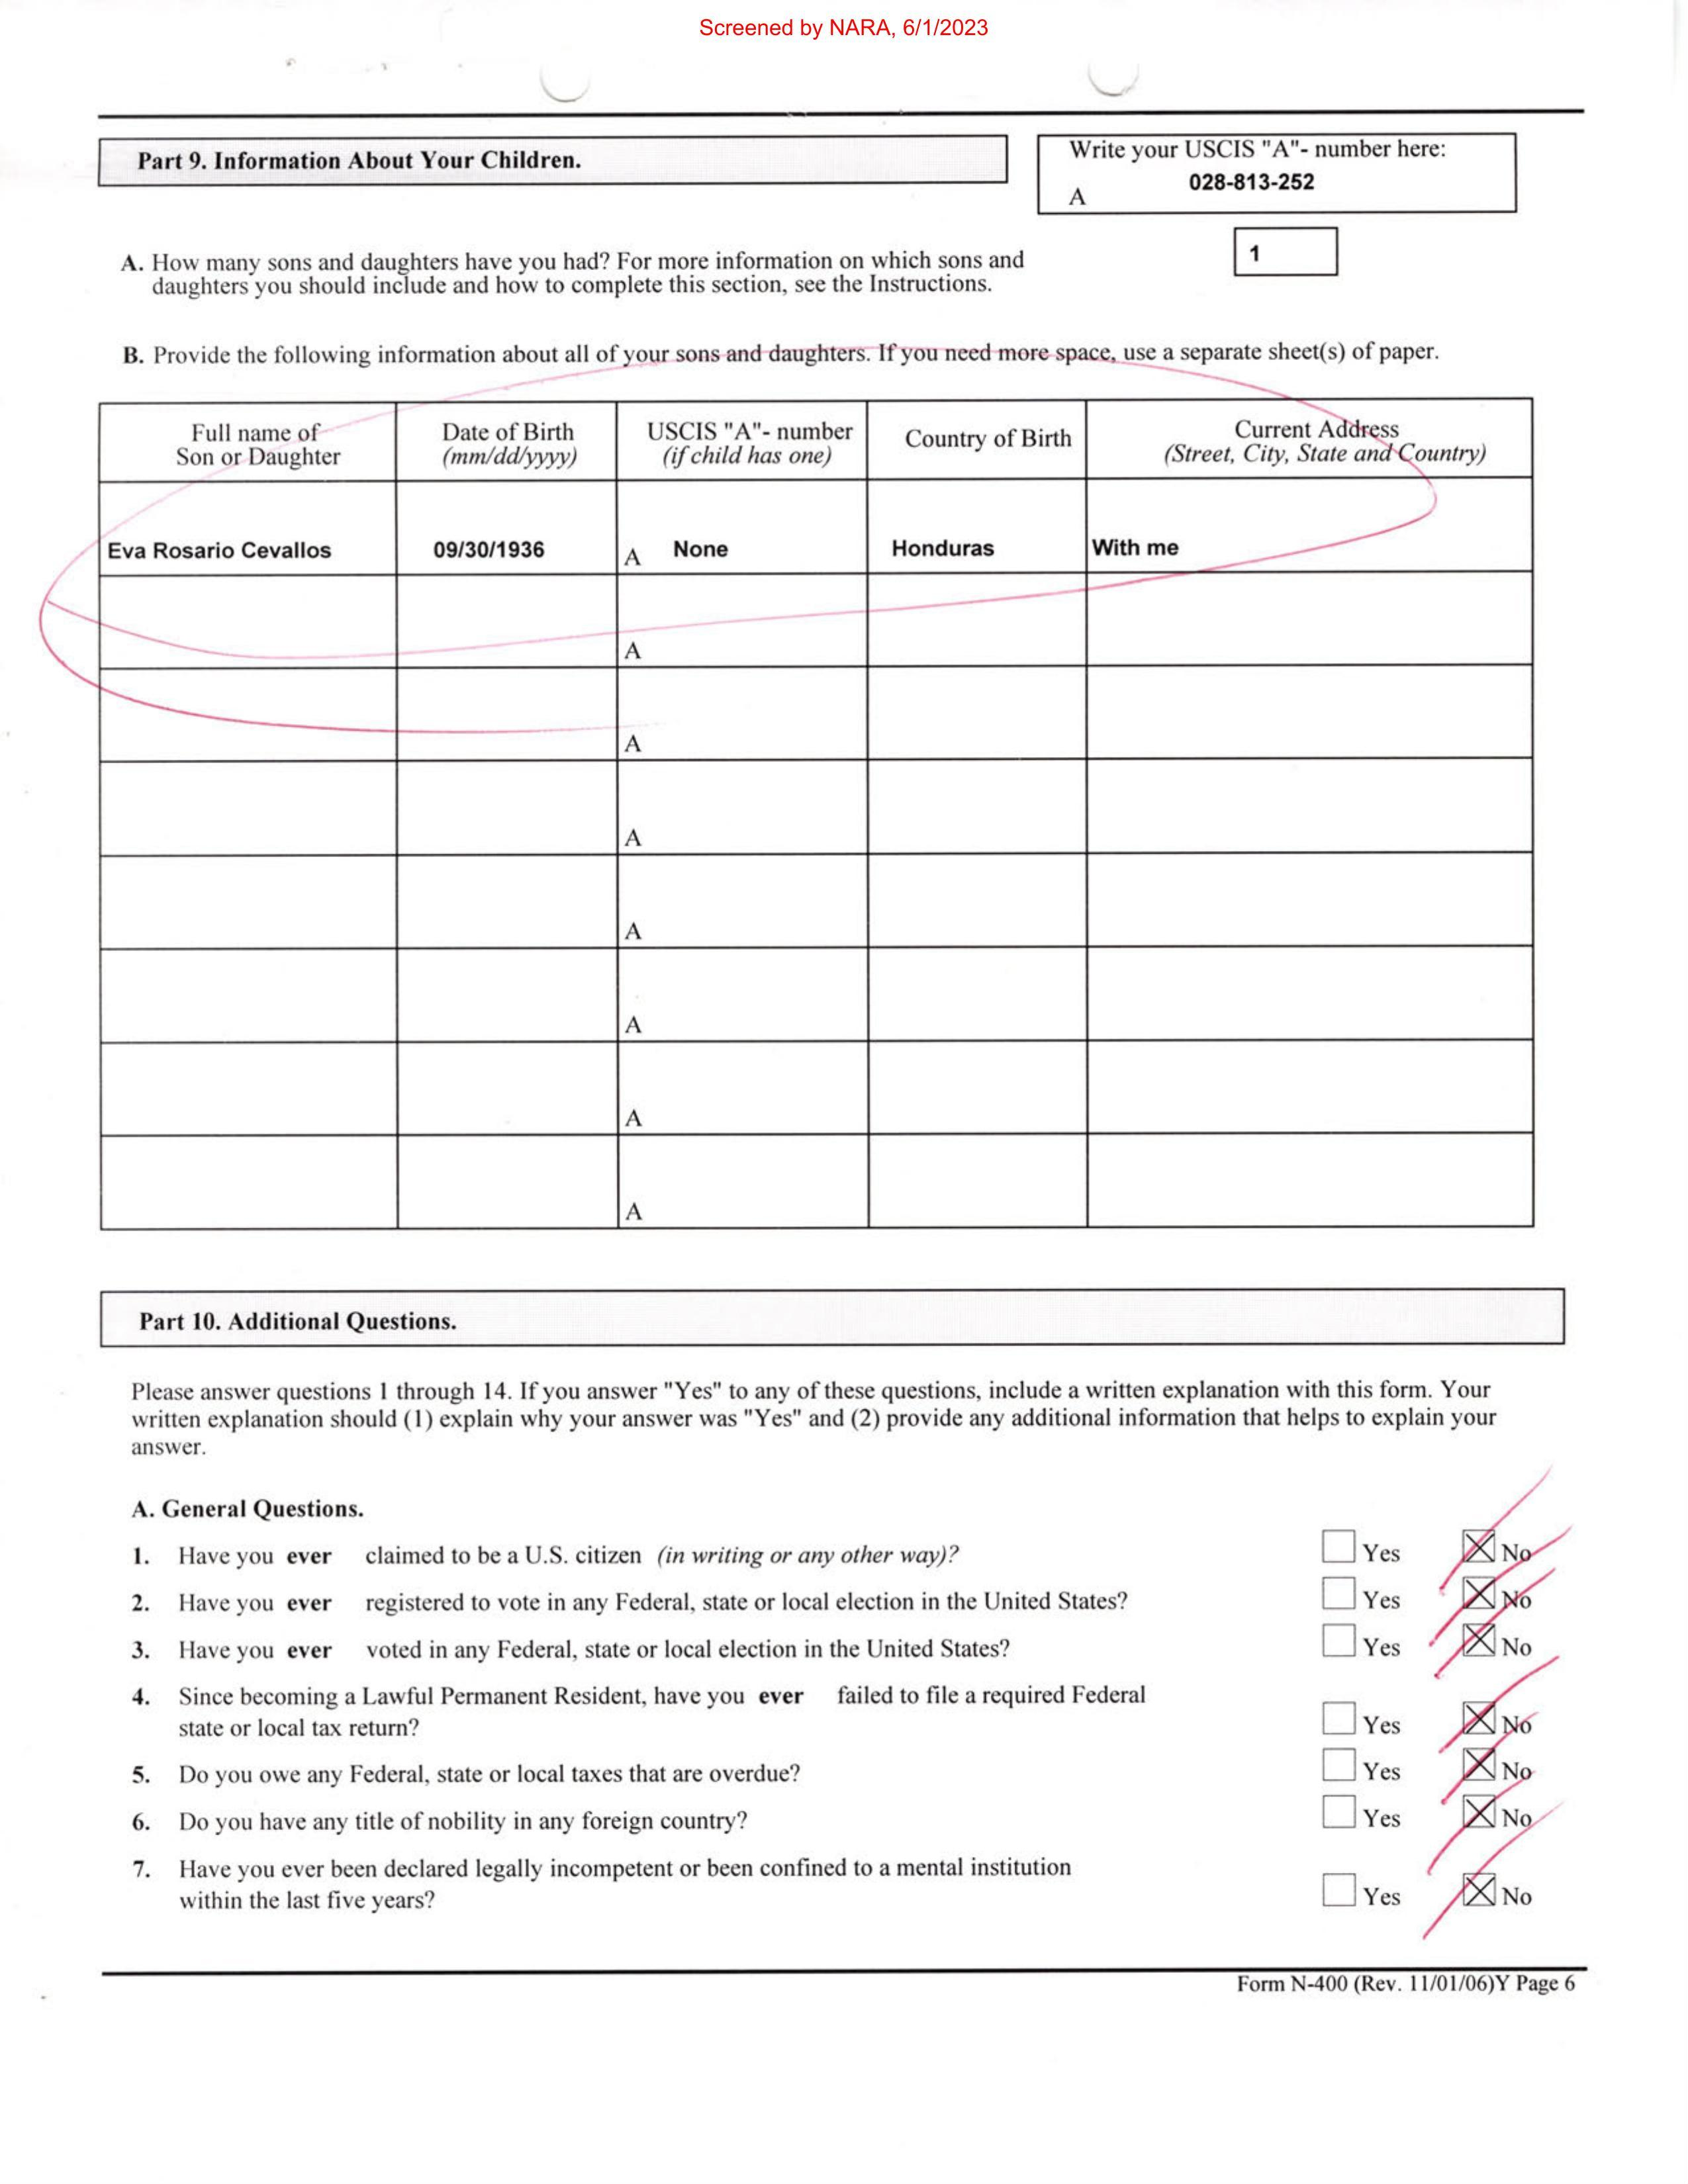 Screened by NARA, 6/1/2023
Part 9. Information About Your Children.
Write your USCIS "A"- number here:
A 028-813-252
A. How many sons and daughters have you had? For more information on which sons and
daughters you should include and how to complete this section, see the Instructions.
1
B. Provide the following information about all of your sons and daughters. If you need more space, use a separate sheet(s) of paper.
Full name of
Son or Daughter
Date of Birth
(mm/dd/yyyy)
USCIS "A"- number
(if child has one)
Country of Birth
Current Address
(Street, City, State and Country)
Eva Rosario Cevallos 09/30/1936 A None Honduras With me
A
A
A
A
A
A
A
Part 10. Additional Questions.
Please answer questions 1 through 14. If you answer "Yes" to any of these questions, include a written explanation with this form. Your
written explanation should (1) explain why your answer was "Yes" and (2) provide any additional information that helps to explain your
answer.
A. General Questions.
1. Have you ever claimed to be a U.S. citizen (in writing or any other way)? Yes No
2. Have you ever registered to vote in any Federal, state or local election in the United States? Yes No
3. Have you ever voted in any Federal, state or local election in the United States? Yes No
4. Since becoming a Lawful Permanent Resident, have you ever failed to file a required Federal
state or local tax return? Yes No
5. Do you owe any Federal, state or local taxes that are overdue? Yes No
6. Do you have any title of nobility in any foreign country? Yes No
7. Have you ever been declared legally incompetent or been confined to a mental institution
within the last five years? Yes No
Form N-400 (Rev. 11/01/06)Y Page 6